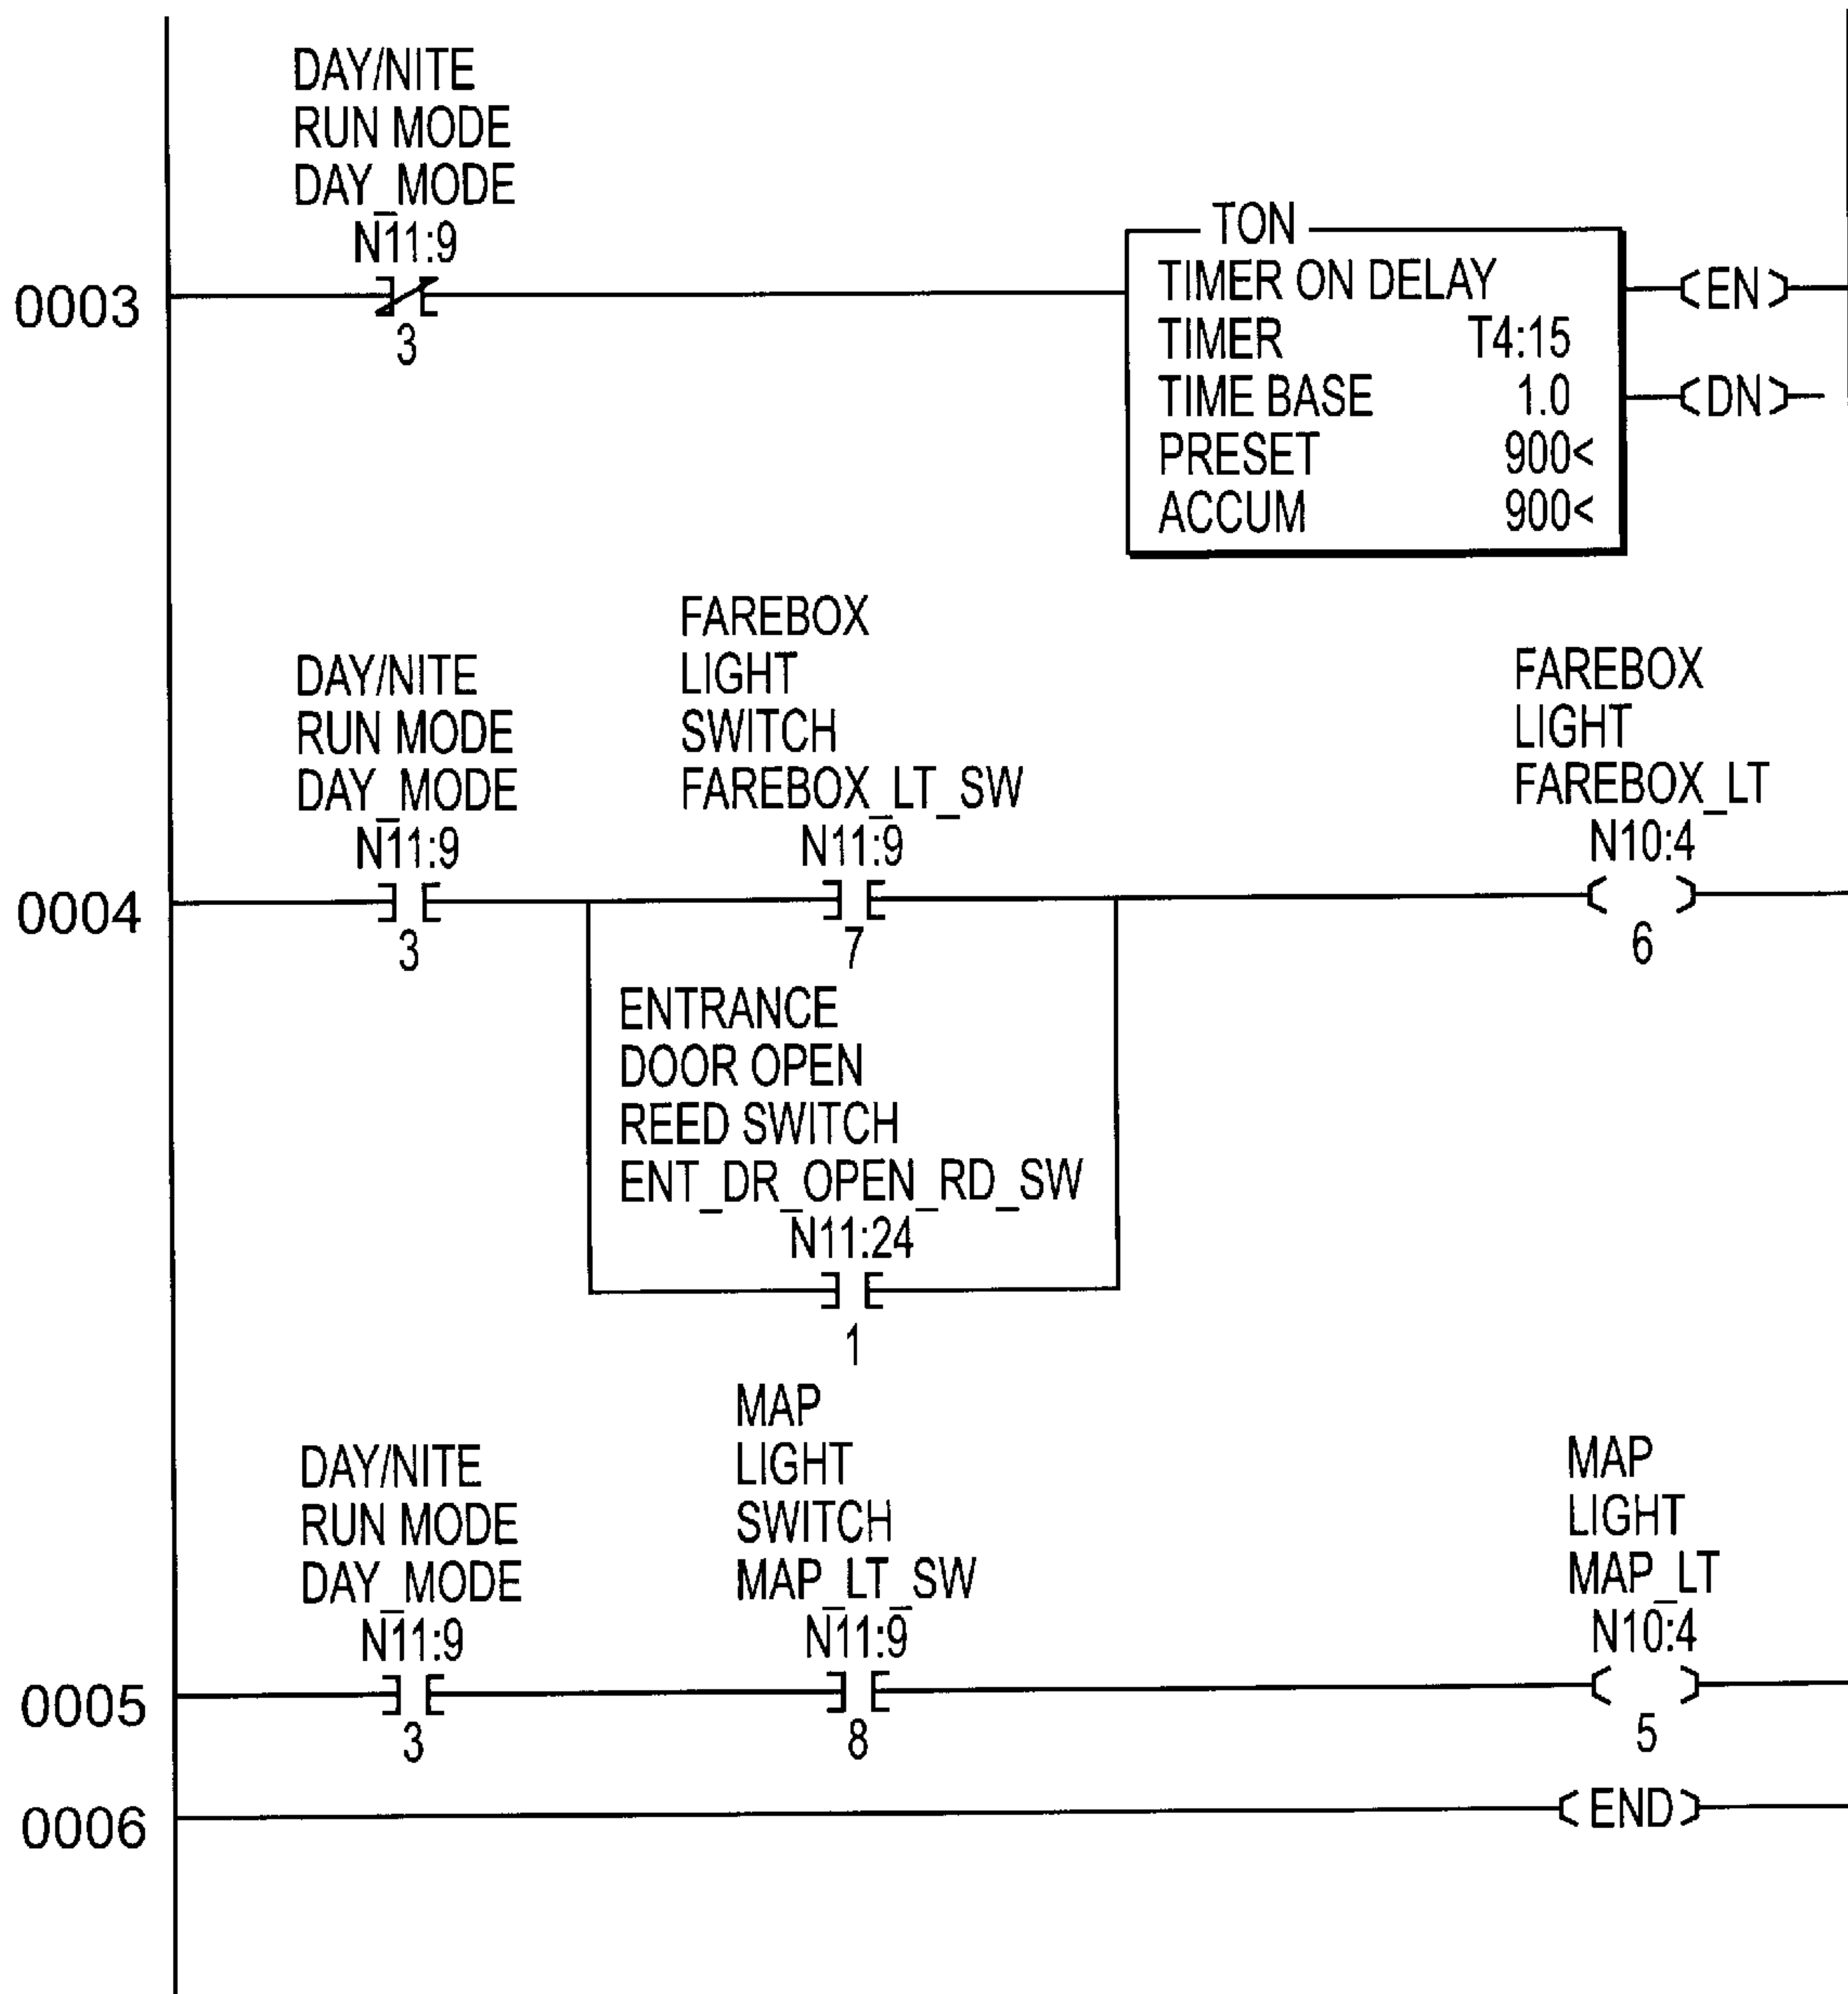 DAY/NITE
RUN MODE
DAY_MODE
N11:9
0003
3
TON
TIMER ON DELAY
TIMER T4:15
TIME BASE 1.0
PRESET 900<
ACCUM 900<
EN
DN
DAY/NITE
RUN MODE
DAY_MODE
N11:9
0004
3
FAREBOX
LIGHT
SWITCH
FAREBOX_LT_SW
N11:9
7
ENTRANCE
DOOR OPEN
REED SWITCH
ENT_DR_OPEN_RD_SW
N11:24
1
FAREBOX
LIGHT
FAREBOX_LT
N10:4
6
DAY/NITE
RUN MODE
DAY_MODE
N11:9
0005
3
MAP
LIGHT
SWITCH
MAP_LT_SW
N11:9
8
MAP
LIGHT
MAP_LT
N10:4
5
0006
END